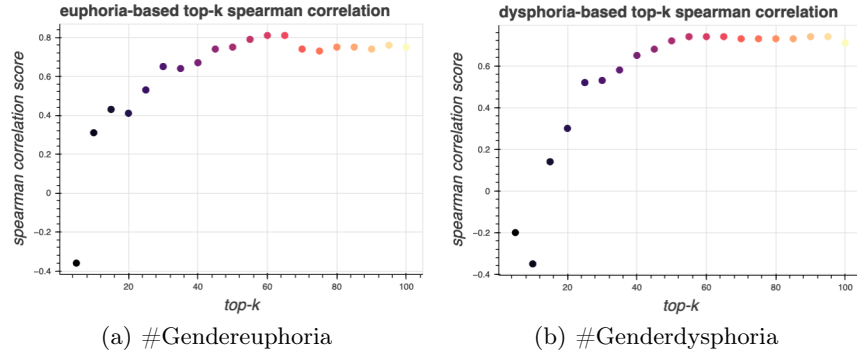 euphoria-based top-k spearman correlation
spearman correlation score
0.8
0.6
0.4
0.2
0
−0.2
−0.4
20 40 60 80 100
top-k
(a) #Gendereuphoria
dysphoria-based top-k spearman correlation
spearman correlation score
0.6
0.4
0.2
0
−0.2
−0.4
20 40 60 80 100
top-k
(b) #Genderdysphoria